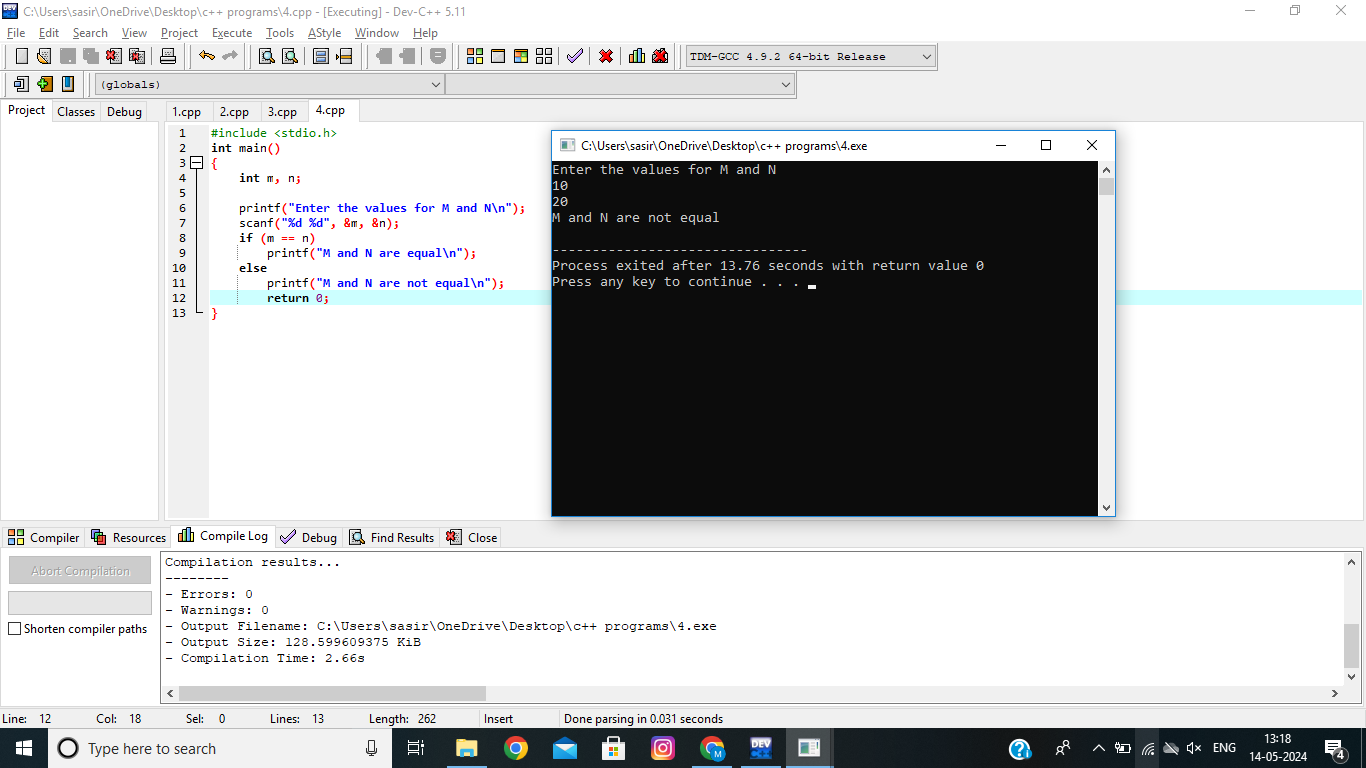 C:\Users\sasir\OneDrive\Desktop\c++ programs\4.cpp - [Executing] - Dev-C++ 5.11
File Edit Search View Project Execute Tools AStyle Window Help
TDM-GCC 4.9.2 64-bit Release
(globals)
Project Classes Debug
1.cpp 2.cpp 3.cpp 4.cpp
1 #include <stdio.h>
2 int main()
3 {
4 int m, n;
5
6 printf("Enter the values for M and N\n");
7 scanf("%d %d", &m, &n);
8 if (m == n)
9 printf("M and N are equal\n");
10 else
11 printf("M and N are not equal\n");
12 return 0;
13 }
C:\Users\sasir\OneDrive\Desktop\c++ programs\4.exe
Enter the values for M and N
10
20
M and N are not equal
--------------------------------
Process exited after 13.76 seconds with return value 0
Press any key to continue . . .
Compiler Resources Compile Log Debug Find Results Close
Abort Compilation
Shorten compiler paths
Compilation results...
--------
- Errors: 0
- Warnings: 0
- Output Filename: C:\Users\sasir\OneDrive\Desktop\c++ programs\4.exe
- Output Size: 128.599609375 KiB
- Compilation Time: 2.66s
Line: 12 Col: 18 Sel: 0 Lines: 13 Length: 262 Insert Done parsing in 0.031 seconds
Type here to search
M
DEV
ENG
13:18
14-05-2024
4